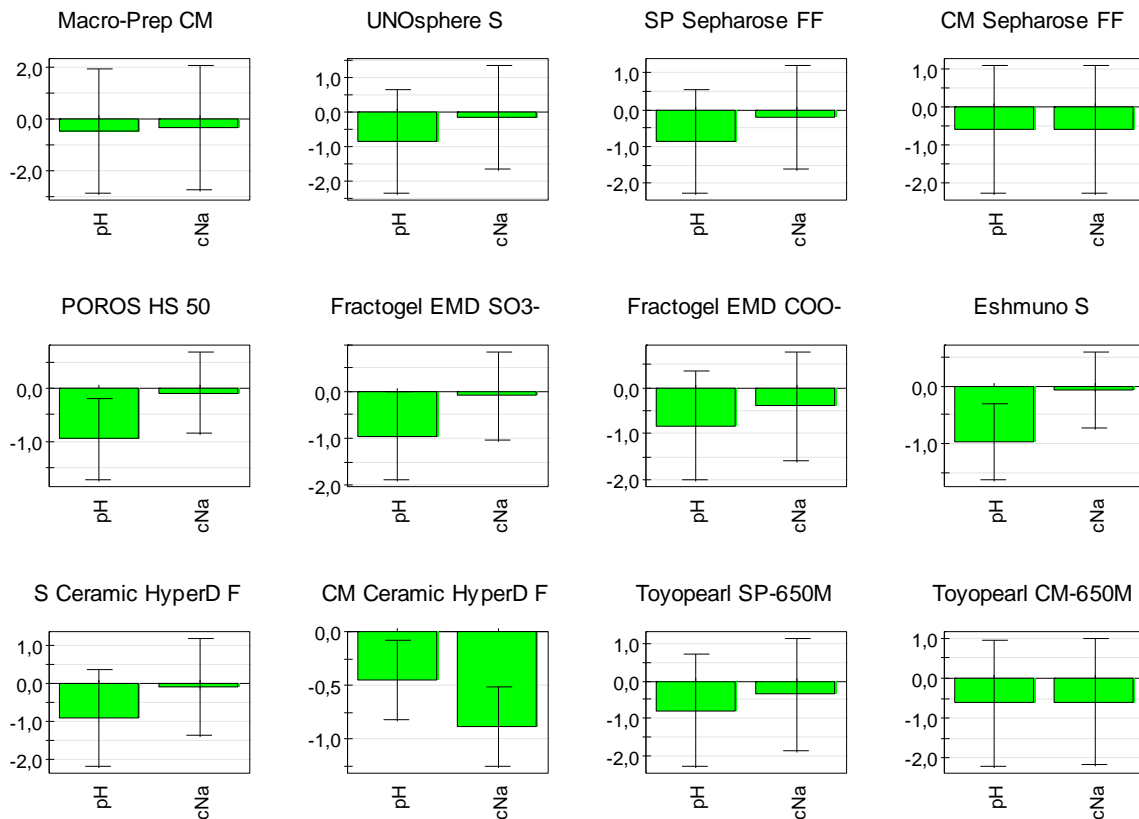 Macro-Prep CM
UNOsphere S
SP Sepharose FF
CM Sepharose FF
2,0
0,0
-2,0
pH
cNa
1,0
0,0
-1,0
-2,0
pH
cNa
1,0
0,0
-1,0
-2,0
pH
cNa
1,0
0,0
-1,0
-2,0
pH
cNa
POROS HS 50
Fractogel EMD SO3-
Fractogel EMD COO-
Eshmuno S
0,0
-1,0
pH
cNa
0,0
-1,0
-2,0
pH
cNa
0,0
-1,0
-2,0
pH
cNa
0,0
-1,0
pH
cNa
S Ceramic HyperD F
CM Ceramic HyperD F
Toyopearl SP-650M
Toyopearl CM-650M
1,0
0,0
-1,0
-2,0
pH
cNa
0,0
-0,5
-1,0
pH
cNa
1,0
0,0
-1,0
-2,0
pH
cNa
1,0
0,0
-1,0
-2,0
pH
cNa